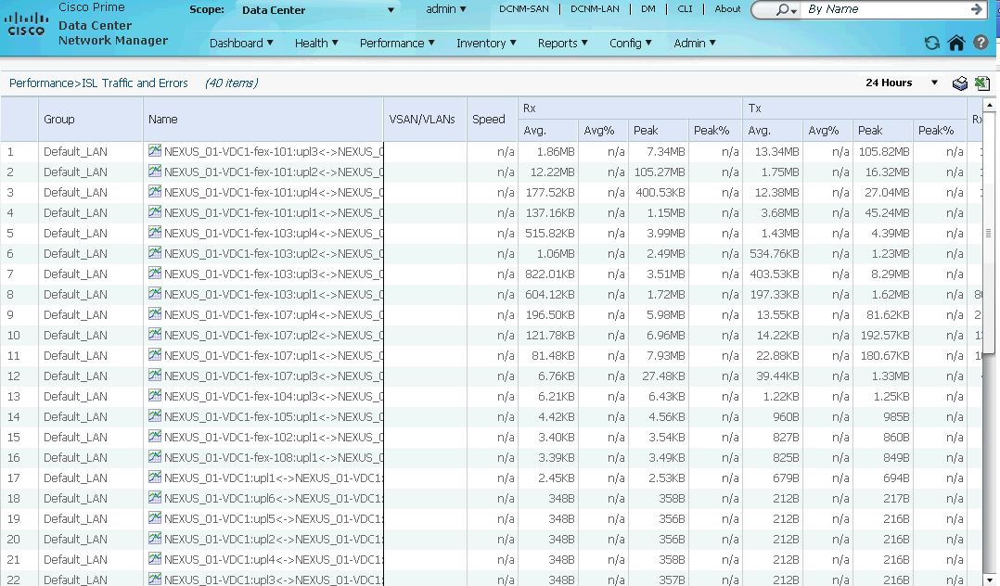 Cisco Prime
Data Center
Network Manager
CISCO
Scope: Data Center admin DCNM-SAN | DCNM-LAN | DM | CLI | About By Name
Dashboard Health Performance Inventory Reports Config Admin
Performance>ISL Traffic and Errors (40 items) 24 Hours
Group Name VSAN/VLANs Speed Rx Tx Rx
Avg. Avg% Peak Peak% Avg. Avg% Peak Peak%
1 Default_LAN NEXUS_01-VDC1-fex-101:upl3<->NEXUS_0 n/a 1.86MB n/a 7.34MB n/a 13.34MB n/a 105.82MB n/a
2 Default_LAN NEXUS_01-VDC1-fex-101:upl2<->NEXUS_0 n/a 12.22MB n/a 105.27MB n/a 1.75MB n/a 16.32MB n/a
3 Default_LAN NEXUS_01-VDC1-fex-101:upl4<->NEXUS_0 n/a 177.52KB n/a 400.53KB n/a 12.38MB n/a 27.04MB n/a
4 Default_LAN NEXUS_01-VDC1-fex-101:upl1<->NEXUS_0 n/a 137.16KB n/a 1.15MB n/a 3.68MB n/a 45.24MB n/a
5 Default_LAN NEXUS_01-VDC1-fex-103:upl4<->NEXUS_0 n/a 515.82KB n/a 3.99MB n/a 1.43MB n/a 4.39MB n/a
6 Default_LAN NEXUS_01-VDC1-fex-103:upl2<->NEXUS_0 n/a 1.06MB n/a 2.49MB n/a 534.76KB n/a 1.23MB n/a
7 Default_LAN NEXUS_01-VDC1-fex-103:upl3<->NEXUS_0 n/a 822.01KB n/a 3.51MB n/a 403.53KB n/a 8.29MB n/a
8 Default_LAN NEXUS_01-VDC1-fex-103:upl1<->NEXUS_0 n/a 604.12KB n/a 1.72MB n/a 197.33KB n/a 1.62MB n/a
9 Default_LAN NEXUS_01-VDC1-fex-107:upl4<->NEXUS_0 n/a 196.50KB n/a 5.98MB n/a 13.55KB n/a 81.62KB n/a
10 Default_LAN NEXUS_01-VDC1-fex-107:upl2<->NEXUS_0 n/a 121.78KB n/a 6.96MB n/a 14.22KB n/a 192.57KB n/a
11 Default_LAN NEXUS_01-VDC1-fex-107:upl1<->NEXUS_0 n/a 81.48KB n/a 7.93MB n/a 22.88KB n/a 180.67KB n/a
12 Default_LAN NEXUS_01-VDC1-fex-107:upl3<->NEXUS_0 n/a 6.76KB n/a 27.48KB n/a 39.44KB n/a 1.33MB n/a
13 Default_LAN NEXUS_01-VDC1-fex-104:upl3<->NEXUS_0 n/a 6.21KB n/a 6.43KB n/a 1.22KB n/a 1.25KB n/a
14 Default_LAN NEXUS_01-VDC1-fex-105:upl1<->NEXUS_0 n/a 4.42KB n/a 4.56KB n/a 960B n/a 985B n/a
15 Default_LAN NEXUS_01-VDC1-fex-102:upl1<->NEXUS_0 n/a 3.40KB n/a 3.54KB n/a 827B n/a 860B n/a
16 Default_LAN NEXUS_01-VDC1-fex-108:upl1<->NEXUS_0 n/a 3.39KB n/a 3.49KB n/a 825B n/a 849B n/a
17 Default_LAN NEXUS_01-VDC1:upl1<->NEXUS_01-VDC1: n/a 2.45KB n/a 2.53KB n/a 679B n/a 694B n/a
18 Default_LAN NEXUS_01-VDC1:upl6<->NEXUS_01-VDC1: n/a 348B n/a 358B n/a 212B n/a 217B n/a
19 Default_LAN NEXUS_01-VDC1:upl5<->NEXUS_01-VDC1: n/a 348B n/a 356B n/a 212B n/a 216B n/a
20 Default_LAN NEXUS_01-VDC1:upl2<->NEXUS_01-VDC1: n/a 348B n/a 356B n/a 212B n/a 216B n/a
21 Default_LAN NEXUS_01-VDC1:upl4<->NEXUS_01-VDC1: n/a 348B n/a 358B n/a 212B n/a 216B n/a
22 Default_LAN NEXUS_01-VDC1:upl3<->NEXUS_01-VDC1: n/a 348B n/a 357B n/a 212B n/a 216B n/a